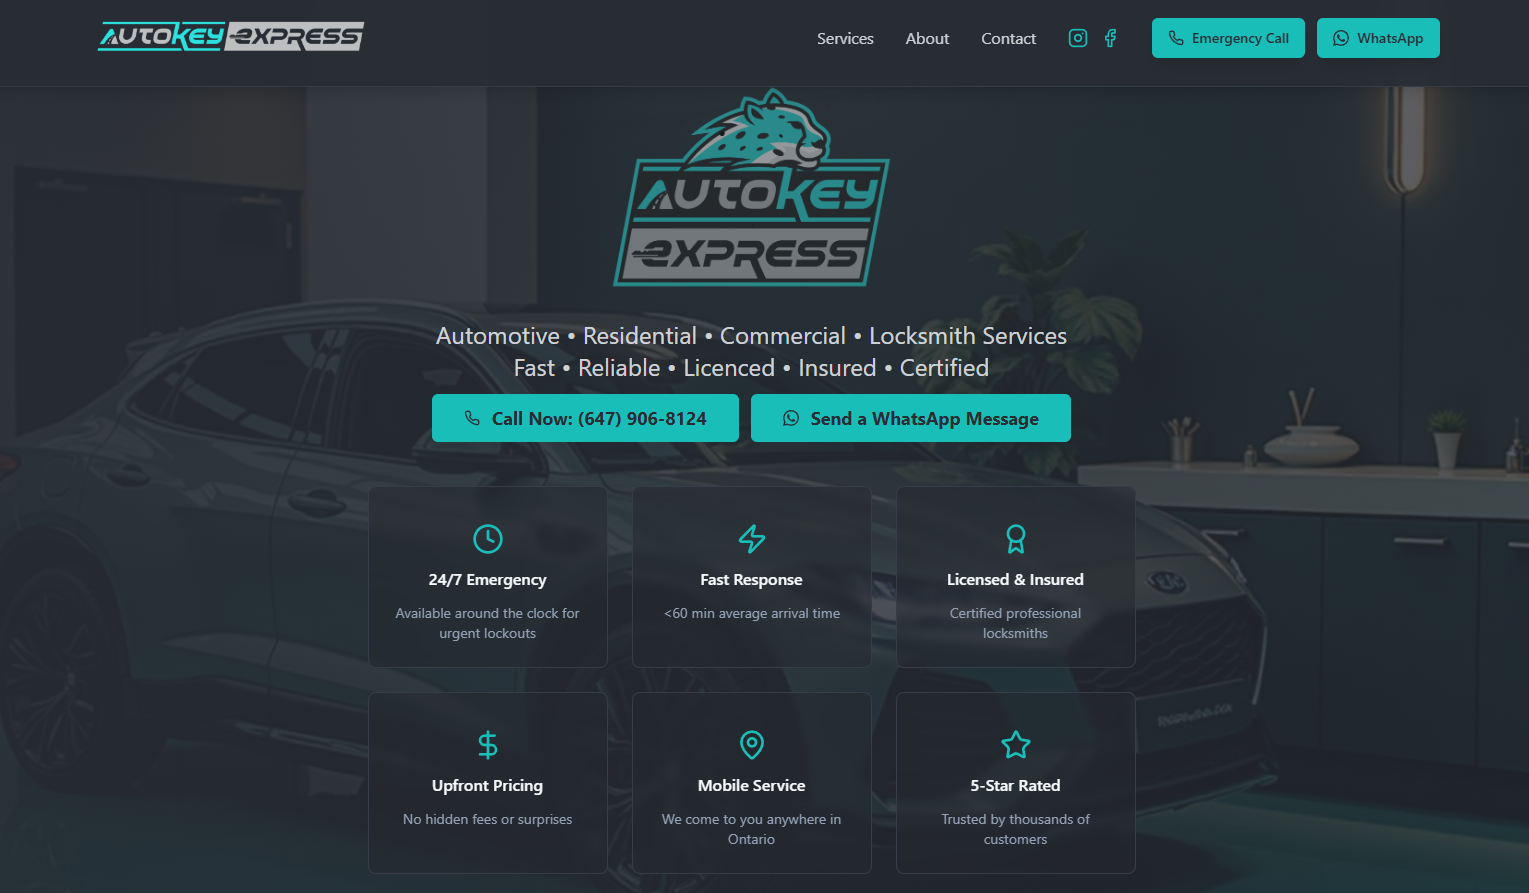 AUTOKEY EXPRESS
Services
About
Contact
Emergency Call
WhatsApp
AUTOKEY
EXPRESS
Automotive • Residential • Commercial • Locksmith Services
Fast • Reliable • Licenced • Insured • Certified
Call Now: (647) 906-8124
Send a WhatsApp Message
24/7 Emergency
Available around the clock for
urgent lockouts
Fast Response
<60 min average arrival time
Licensed & Insured
Certified professional
locksmiths
Upfront Pricing
No hidden fees or surprises
Mobile Service
We come to you anywhere in
Ontario
5-Star Rated
Trusted by thousands of
customers